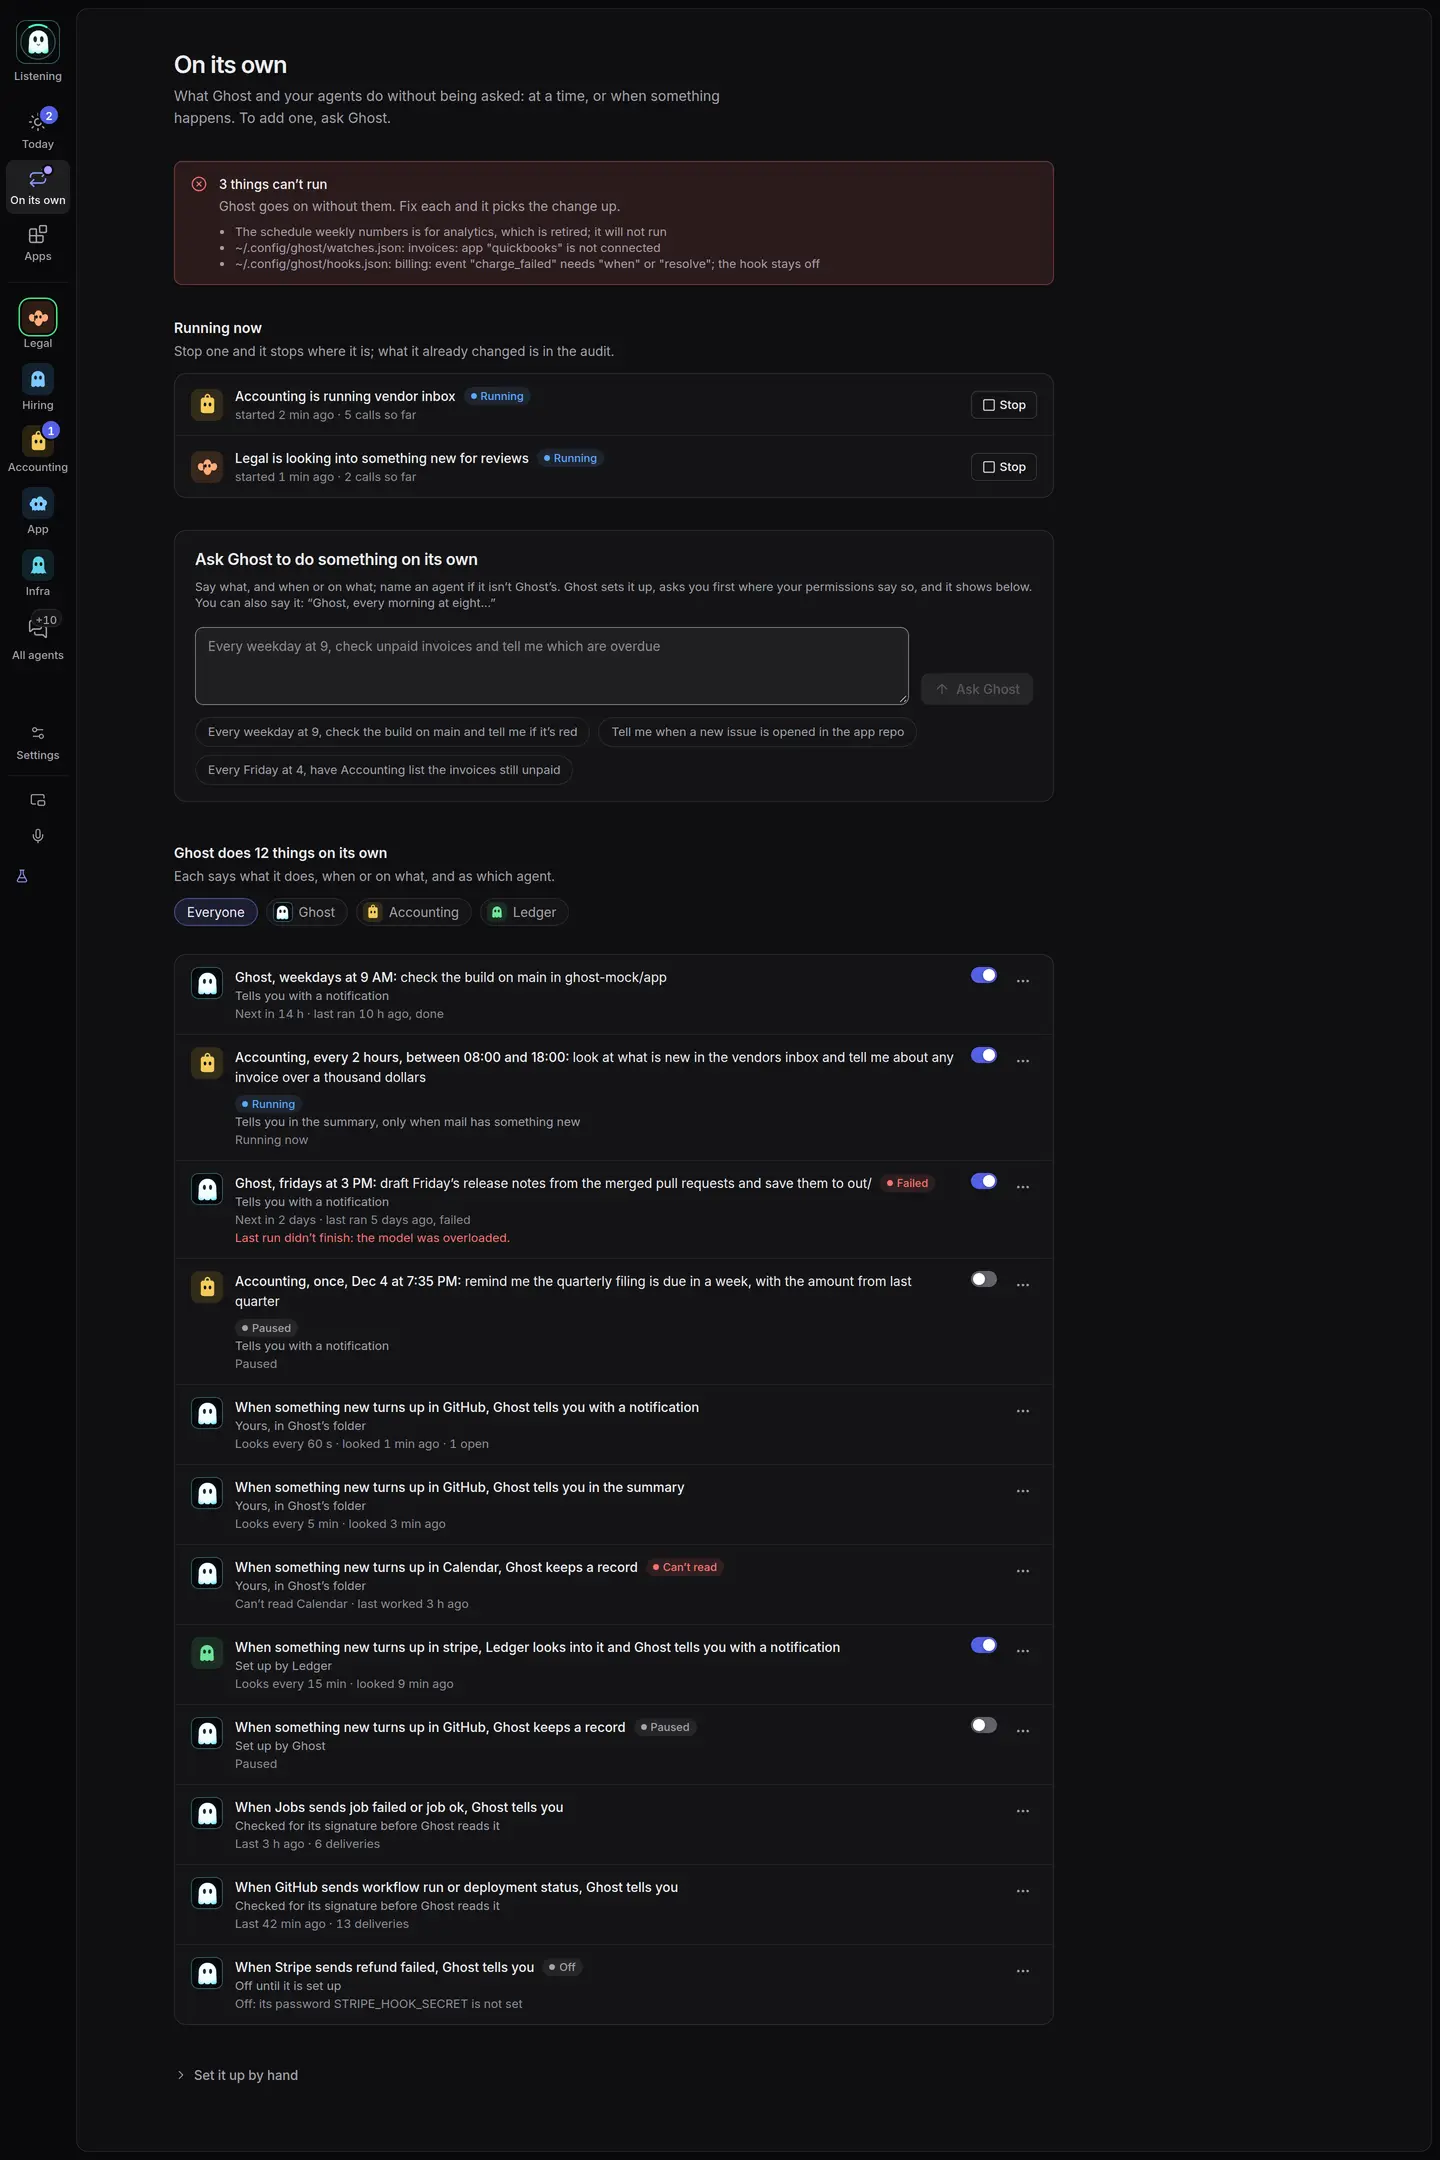 Listening
2
Today
On its own
Apps
Legal
Hiring
1
Accounting
App
Infra
+10
All agents
Settings
On its own
What Ghost and your agents do without being asked: at a time, or when something
happens. To add one, ask Ghost.
3 things can’t run
Ghost goes on without them. Fix each and it picks the change up.
• The schedule weekly numbers is for analytics, which is retired; it will not run
• ~/.config/ghost/watches.json: invoices: app "quickbooks" is not connected
• ~/.config/ghost/hooks.json: billing: event "charge_failed" needs "when" or "resolve"; the hook stays off
Running now
Stop one and it stops where it is; what it already changed is in the audit.
Accounting is running vendor inbox
Running
started 2 min ago · 5 calls so far
Stop
Legal is looking into something new for reviews
Running
started 1 min ago · 2 calls so far
Stop
Ask Ghost to do something on its own
Say what, and when or on what; name an agent if it isn’t Ghost’s. Ghost sets it up, asks you first where your permissions say so, and it shows below.
You can also say it: “Ghost, every morning at eight…”
Every weekday at 9, check unpaid invoices and tell me which are overdue
Ask Ghost
Every weekday at 9, check the build on main and tell me if it’s red
Tell me when a new issue is opened in the app repo
Every Friday at 4, have Accounting list the invoices still unpaid
Ghost does 12 things on its own
Each says what it does, when or on what, and as which agent.
Everyone
Ghost
Accounting
Ledger
Ghost, weekdays at 9 AM: check the build on main in ghost-mock/app
Tells you with a notification
Next in 14 h · last ran 10 h ago, done
Accounting, every 2 hours, between 08:00 and 18:00: look at what is new in the vendors inbox and tell me about any
invoice over a thousand dollars
Running
Tells you in the summary, only when mail has something new
Running now
Ghost, fridays at 3 PM: draft Friday’s release notes from the merged pull requests and save them to out/
Failed
Tells you with a notification
Next in 2 days · last ran 5 days ago, failed
Last run didn’t finish: the model was overloaded.
Accounting, once, Dec 4 at 7:35 PM: remind me the quarterly filing is due in a week, with the amount from last
quarter
Paused
Tells you with a notification
Paused
When something new turns up in GitHub, Ghost tells you with a notification
Yours, in Ghost’s folder
Looks every 60 s · looked 1 min ago · 1 open
When something new turns up in GitHub, Ghost tells you in the summary
Yours, in Ghost’s folder
Looks every 5 min · looked 3 min ago
When something new turns up in Calendar, Ghost keeps a record
Can’t read
Yours, in Ghost’s folder
Can’t read Calendar · last worked 3 h ago
When something new turns up in stripe, Ledger looks into it and Ghost tells you with a notification
Set up by Ledger
Looks every 15 min · looked 9 min ago
When something new turns up in GitHub, Ghost keeps a record
Paused
Set up by Ghost
Paused
When Jobs sends job failed or job ok, Ghost tells you
Checked for its signature before Ghost reads it
Last 3 h ago · 6 deliveries
When GitHub sends workflow run or deployment status, Ghost tells you
Checked for its signature before Ghost reads it
Last 42 min ago · 13 deliveries
When Stripe sends refund failed, Ghost tells you
Off
Off until it is set up
Off: its password STRIPE_HOOK_SECRET is not set
Set it up by hand